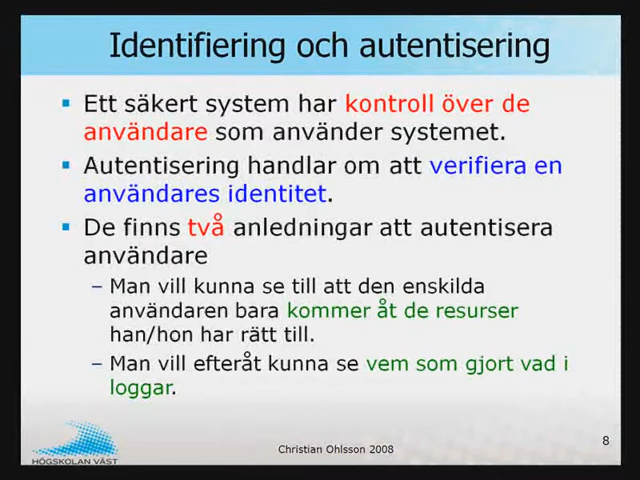 Identifiering och autentisering
Ett säkert system har kontroll över de
användare som använder systemet.
Autentisering handlar om att verifiera en
användares identitet.
De finns två anledningar att autentisera
användare
– Man vill kunna se till att den enskilda
användaren bara kommer åt de resurser
han/hon har rätt till.
– Man vill efteråt kunna se vem som gjort vad i
loggar.
HÖGSKOLAN VÄST
Christian Ohlsson 2008
8